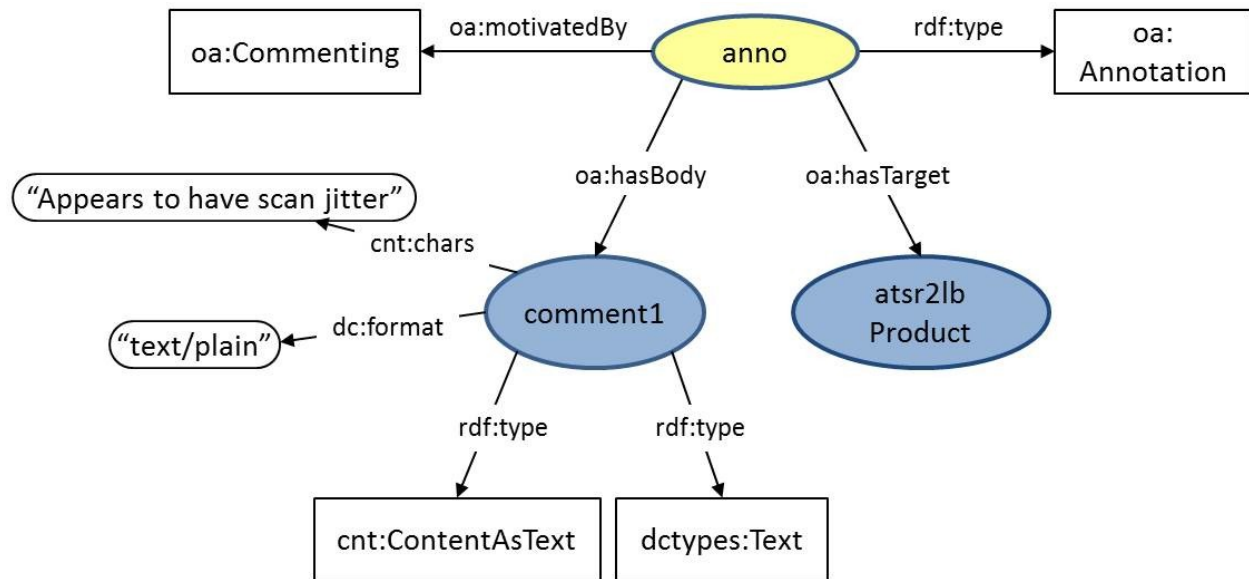 oa:Commenting
oa:motivatedBy
anno
rdf:type
oa:
Annotation
oa:hasBody
oa:hasTarget
“Appears to have scan jitter”
cnt:chars
comment1
atsr2lb
Product
dc:format
“text/plain”
rdf:type
rdf:type
cnt:ContentAsText
dctypes:Text